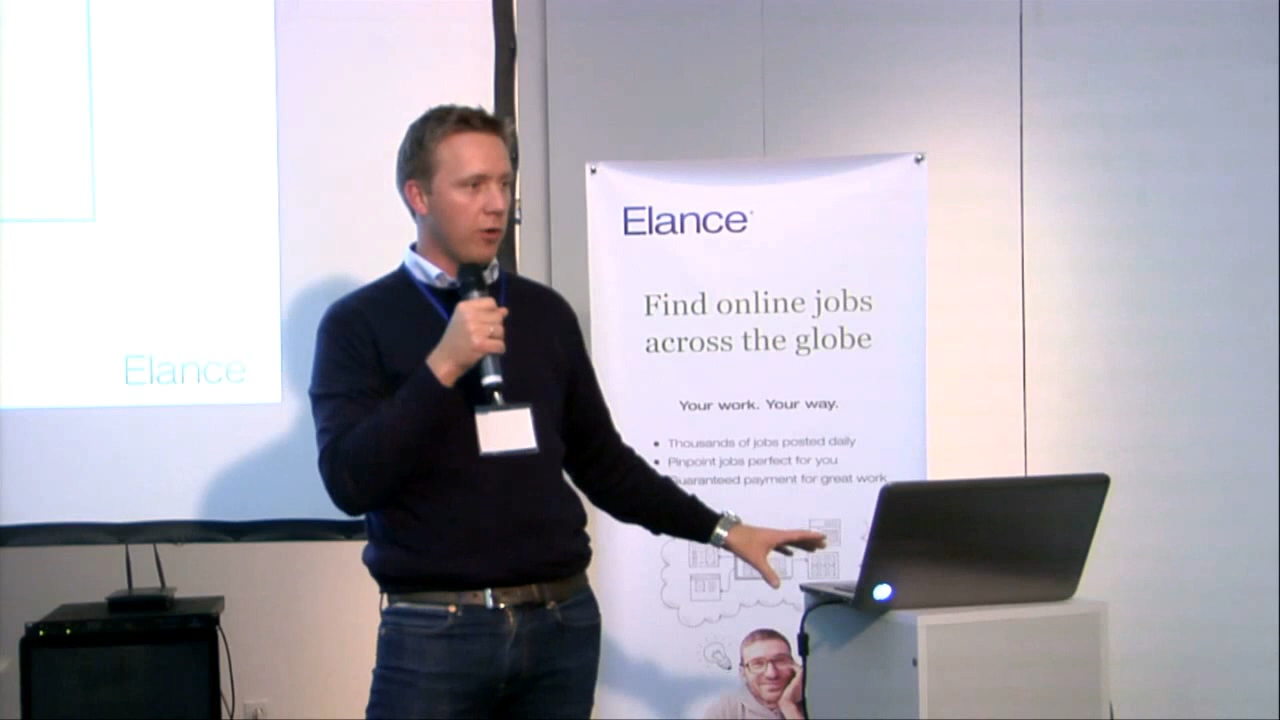 Elance
Elance
Find online jobs
across the globe
Your work. Your way.
• Thousands of jobs posted daily
• Pinpoint jobs perfect for you
Guaranteed payment for great work